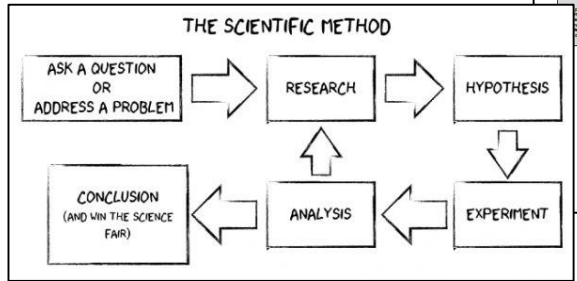 THE SCIENTIFIC METHOD
ASK A QUESTION
OR
ADDRESS A PROBLEM
RESEARCH
HYPOTHESIS
EXPERIMENT
ANALYSIS
CONCLUSION
(AND WIN THE SCIENCE
FAIR)